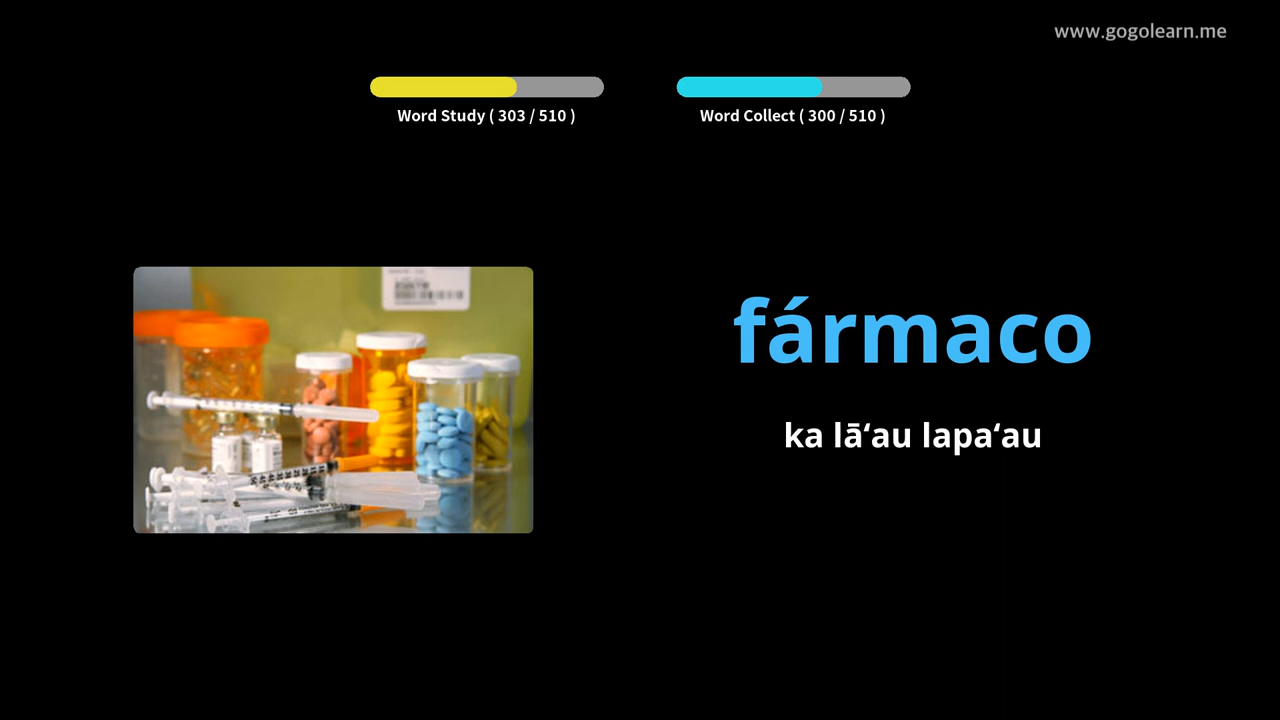 www.gogolearn.me
Word Study ( 303 / 510 )
Word Collect ( 300 / 510 )
fármaco
ka lāʻau lapaʻau